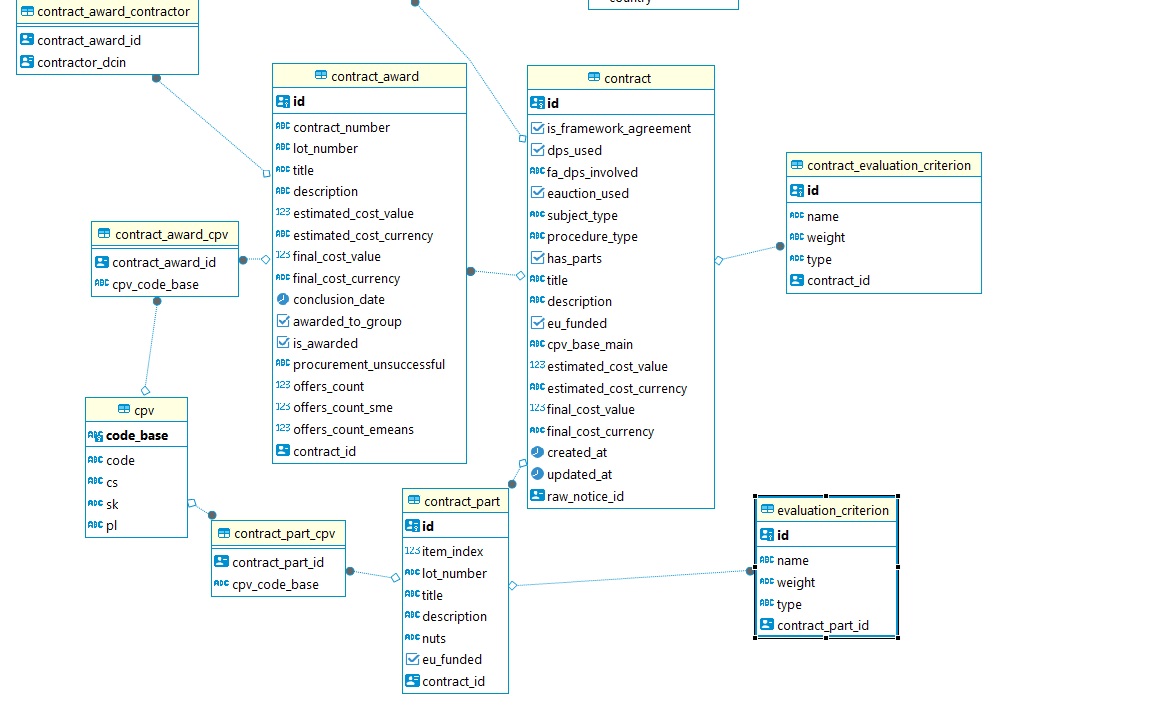 contract_award_contractor
contract_award_id
contractor_dcin
country
contract_award
id
contract_number
lot_number
title
description
estimated_cost_value
estimated_cost_currency
final_cost_value
final_cost_currency
conclusion_date
awarded_to_group
is_awarded
procurement_unsuccessful
offers_count
offers_count_sme
offers_count_emeans
contract_id
contract
id
is_framework_agreement
dps_used
fa_dps_involved
eauction_used
subject_type
procedure_type
has_parts
title
description
eu_funded
cpv_base_main
estimated_cost_value
estimated_cost_currency
final_cost_value
final_cost_currency
created_at
updated_at
raw_notice_id
contract_evaluation_criterion
id
name
weight
type
contract_id
contract_award_cpv
contract_award_id
cpv_code_base
cpv
code_base
code
cs
sk
pl
contract_part_cpv
contract_part_id
cpv_code_base
contract_part
id
item_index
lot_number
title
description
nuts
eu_funded
contract_id
evaluation_criterion
id
name
weight
type
contract_part_id